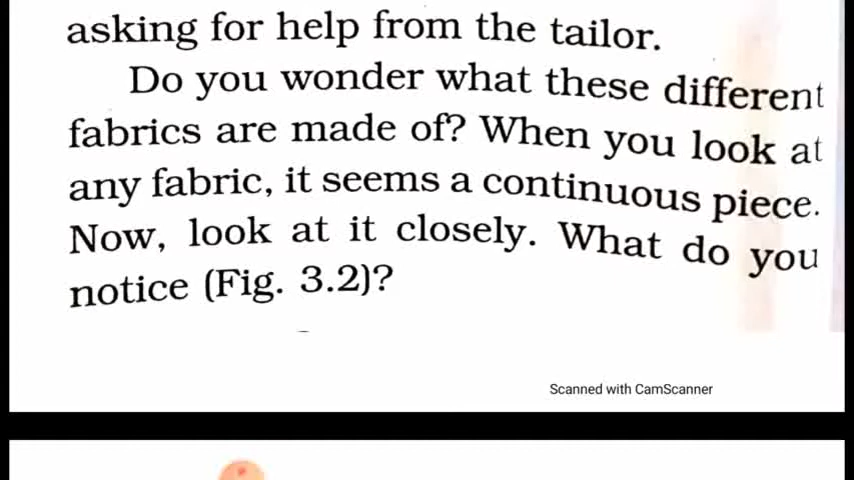 asking for help from the tailor.
Do you wonder what these different
fabrics are made of? When you look at
any fabric, it seems a continuous piece.
Now, look at it closely. What do you
notice (Fig. 3.2)?
Scanned with CamScanner